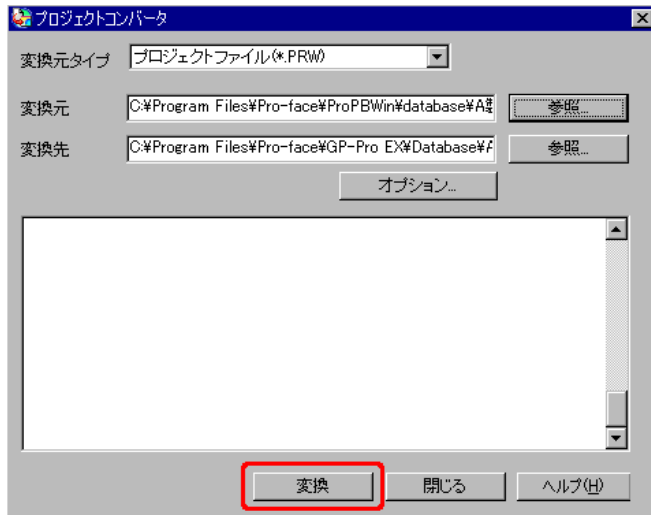 プロジェクトコンバータ
変換元タイプ プロジェクトファイル(*.PRW)
変換元 C:¥Program Files¥Pro-face¥ProPBWin¥database¥A 参照...
変換先 C:¥Program Files¥Pro-face¥GP-Pro EX¥Database¥ 参照...
オプション...
変換 閉じる ヘルプ(H)